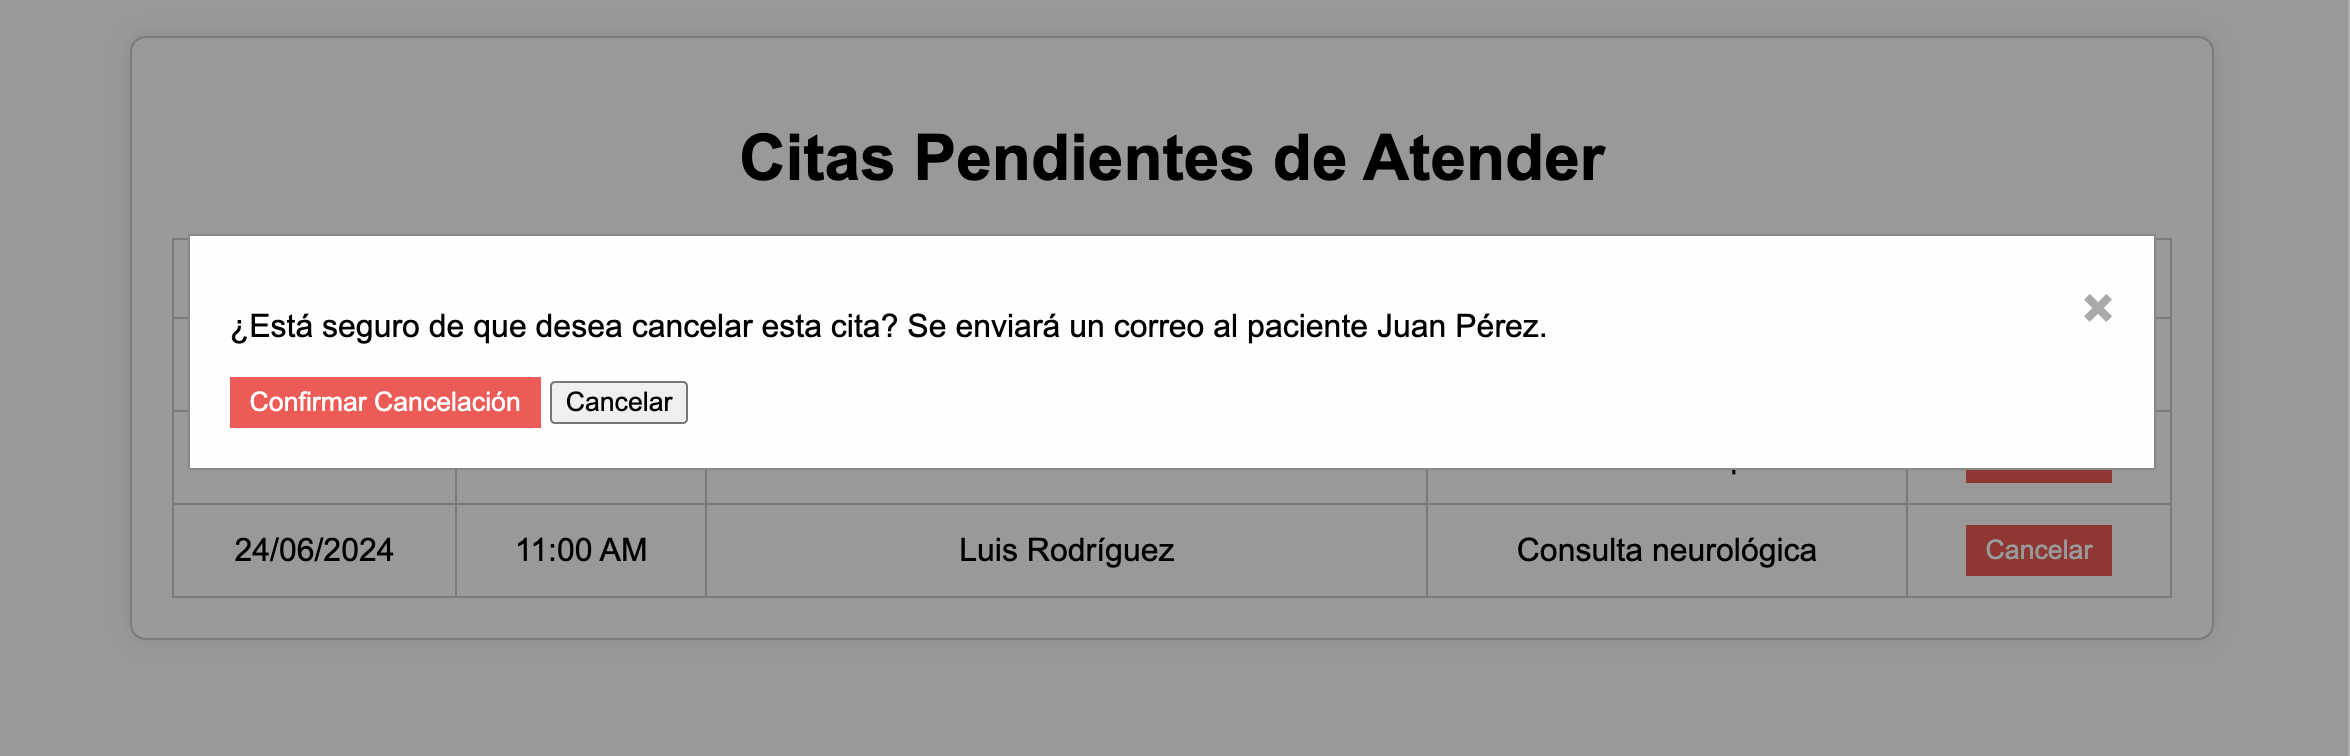 Citas Pendientes de Atender
¿Está seguro de que desea cancelar esta cita? Se enviará un correo al paciente Juan Pérez.
Confirmar Cancelación Cancelar
24/06/2024 11:00 AM Luis Rodríguez Consulta neurológica Cancelar